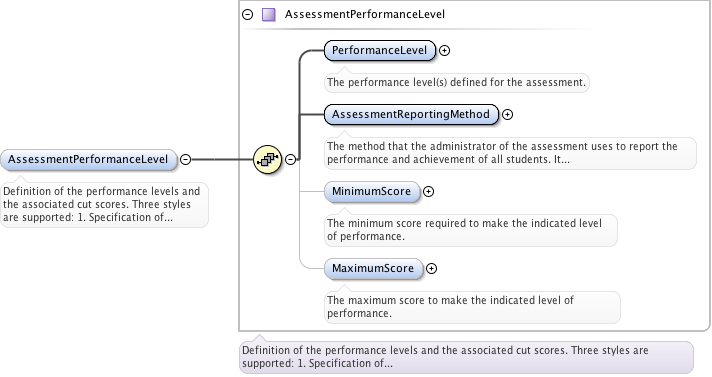 AssessmentPerformanceLevel
PerformanceLevel
The performance level(s) defined for the assessment.
AssessmentReportingMethod
The method that the administrator of the assessment uses to report the
performance and achievement of all students. It...
AssessmentPerformanceLevel
Definition of the performance levels and
the associated cut scores. Three styles
are supported: 1. Specification of...
MinimumScore
The minimum score required to make the indicated level
of performance.
MaximumScore
The maximum score to make the indicated level of
performance.
Definition of the performance levels and the associated cut scores. Three styles are
supported: 1. Specification of...